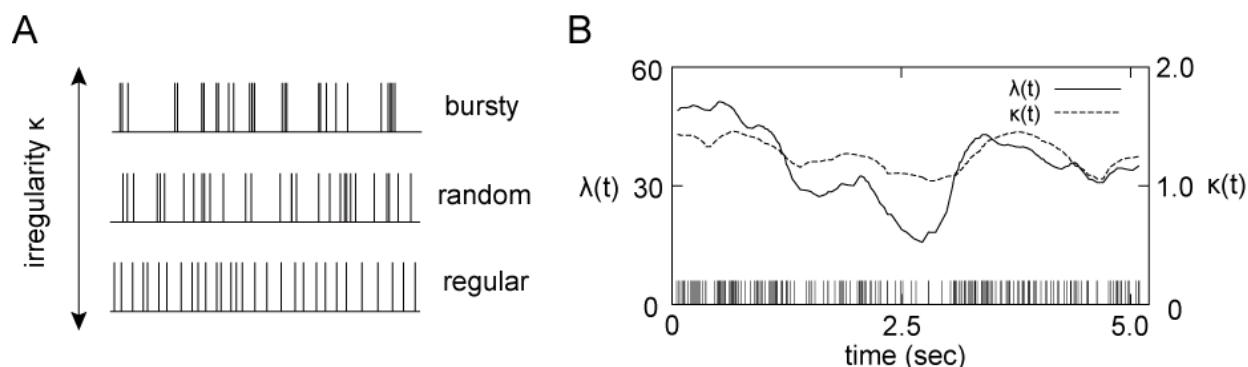 A
irregularity κ
bursty
random
regular
B
60
30
0
λ(t)
2.0
1.0
0
κ(t)
λ(t)
κ(t)
0
2.5
5.0
time (sec)